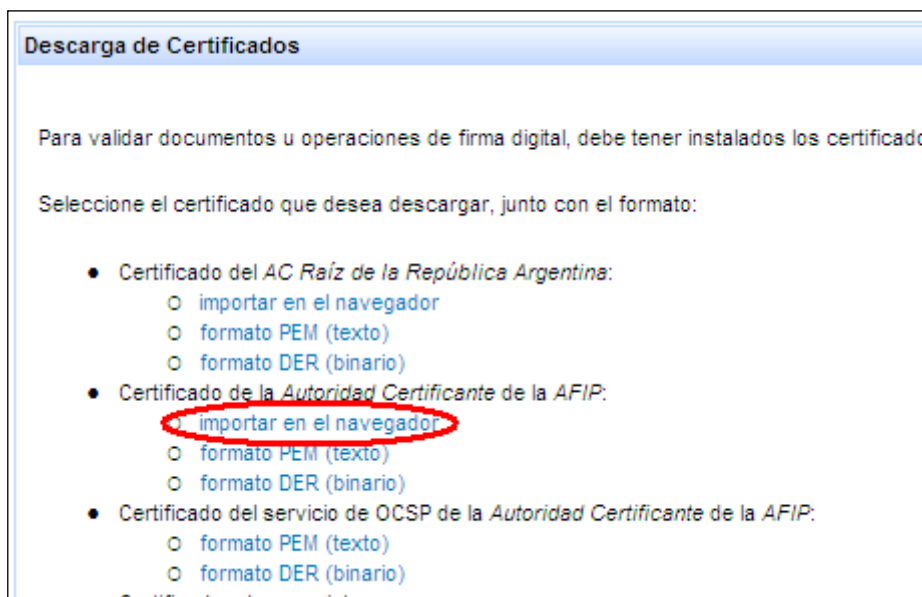 Descarga de Certificados
Para validar documentos u operaciones de firma digital, debe tener instalados los
Seleccione el certificado que desea descargar, junto con el formato:
● Certificado del AC Raíz de la República Argentina:
○ importar en el navegador
○ formato PEM (texto)
○ formato DER (binario)
● Certificado de la Autoridad Certificante de la AFIP:
○ importar en el navegador
○ formato PEM (texto)
○ formato DER (binario)
● Certificado del servicio de OCSP de la Autoridad Certificante de la AFIP:
○ formato PEM (texto)
○ formato DER (binario)